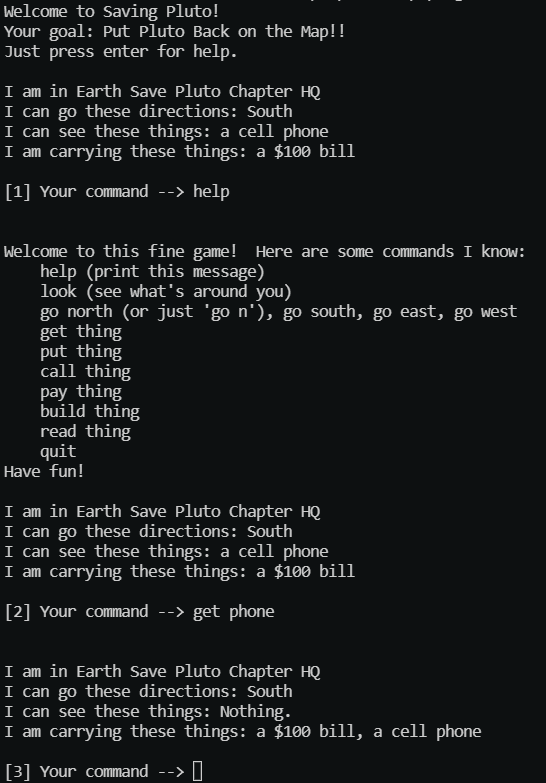 Welcome to Saving Pluto!
Your goal: Put Pluto Back on the Map!!
Just press enter for help.

I am in Earth Save Pluto Chapter HQ
I can go these directions: South
I can see these things: a cell phone
I am carrying these things: a $100 bill

[1] Your command --> help


Welcome to this fine game!  Here are some commands I know:
    help (print this message)
    look (see what's around you)
    go north (or just 'go n'), go south, go east, go west
    get thing
    put thing
    call thing
    pay thing
    build thing
    read thing
    quit
Have fun!

I am in Earth Save Pluto Chapter HQ
I can go these directions: South
I can see these things: a cell phone
I am carrying these things: a $100 bill

[2] Your command --> get phone


I am in Earth Save Pluto Chapter HQ
I can go these directions: South
I can see these things: Nothing.
I am carrying these things: a $100 bill, a cell phone

[3] Your command -->